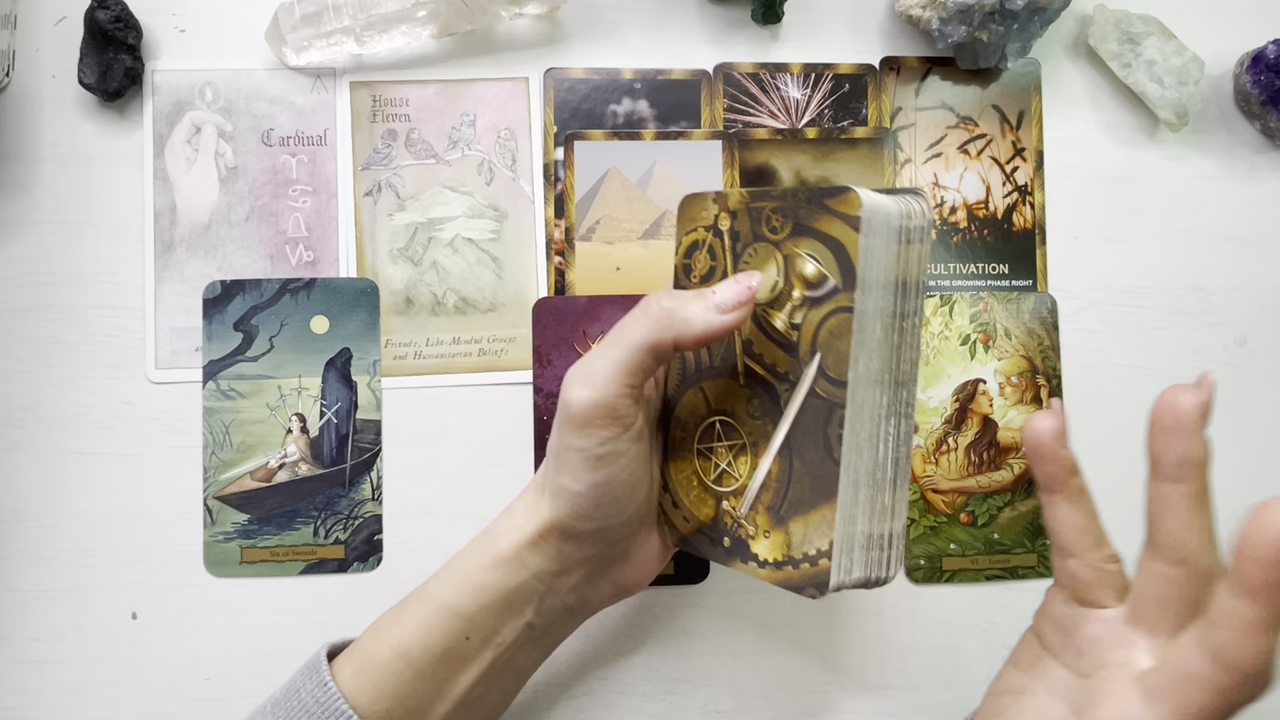 Cardinal
House
Eleven
Friends, Like-Minded Groups
and Humanitarian Beliefs
CULTIVATION
IN THE GROWING PHASE RIGHT
Six of Swords
VI Lovers